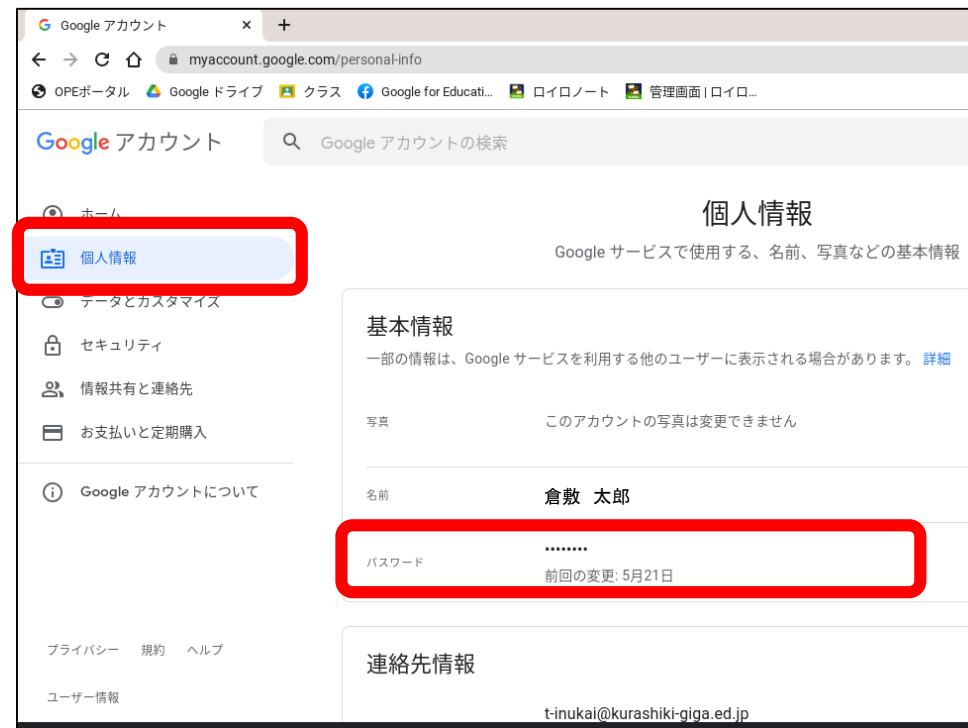 Google アカウント
myaccount.google.com/personal-info
OPEポータル Google ドライブ クラス Google for Educati... ロイロノート 管理画面 | ロイロ...
Google アカウント Google アカウントの検索
ホーム
個人情報
データとカスタマイズ
セキュリティ
情報共有と連絡先
お支払いと定期購入
Google アカウントについて
プライバシー 規約 ヘルプ
ユーザー情報
個人情報
Google サービスで使用する、名前、写真などの基本情報
基本情報
一部の情報は、Google サービスを利用する他のユーザーに表示される場合があります。 詳細
写真 このアカウントの写真は変更できません
名前 倉敷 太郎
パスワード ••••••••
前回の変更: 5月21日
連絡先情報
t-inukai@kurashiki-giga.ed.jp